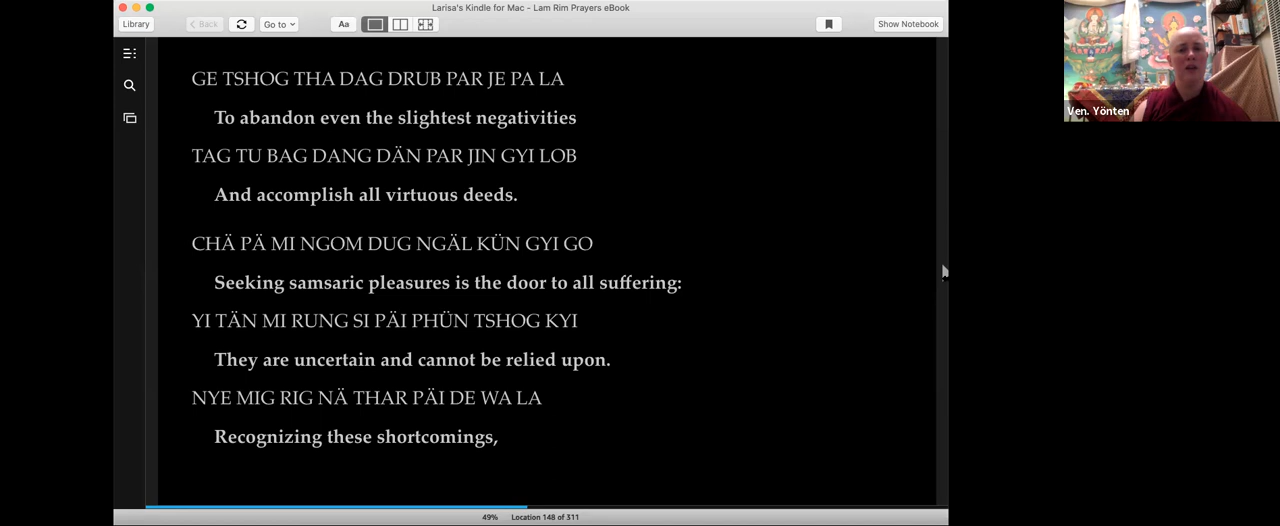 Larisa's Kindle for Mac - Lam Rim Prayers eBook
Library
< Back
Go to
Aa
Show Notebook
GE TSHOG THA DAG DRUB PAR JE PA LA
To abandon even the slightest negativities
TAG TU BAG DANG DÄN PAR JIN GYI LOB
And accomplish all virtuous deeds.
CHÄ PÄ MI NGOM DUG NGÄL KÜN GYI GO
Seeking samsaric pleasures is the door to all suffering:
YI TÄN MI RUNG SI PÄI PHÜN TSHOG KYI
They are uncertain and cannot be relied upon.
NYE MIG RIG NÄ THAR PÄI DE WA LA
Recognizing these shortcomings,
49% Location 148 of 311
Ven. Yönten